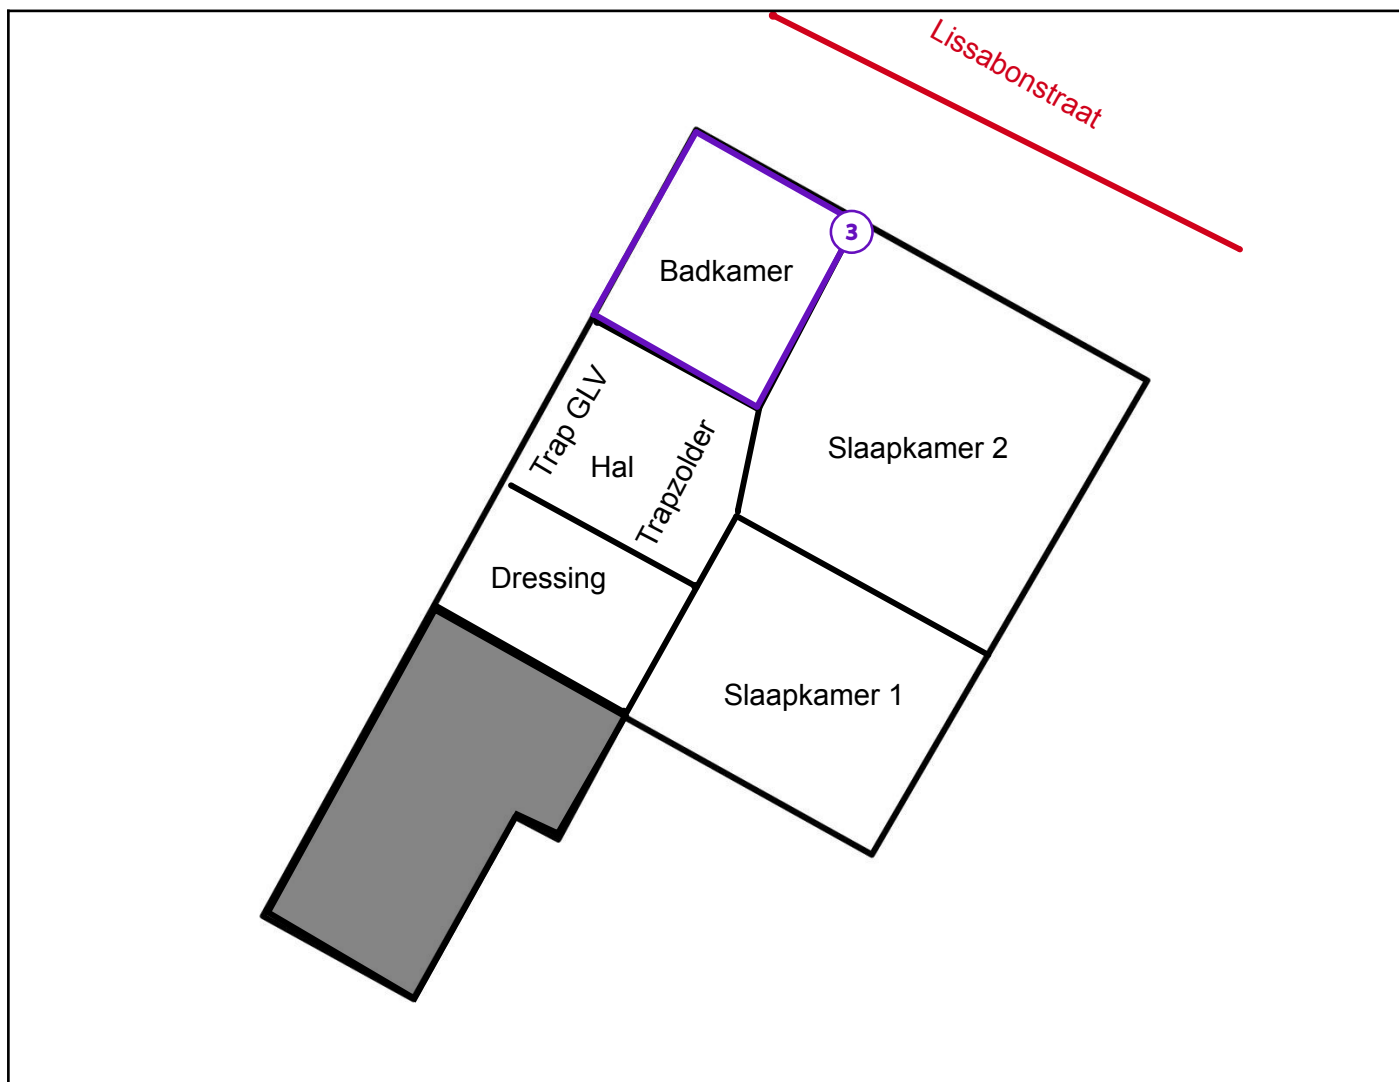 Lissabonstraat
3
Badkamer
Trap GLV
Hal
Trapzolder
Slaapkamer 2
Dressing
Slaapkamer 1